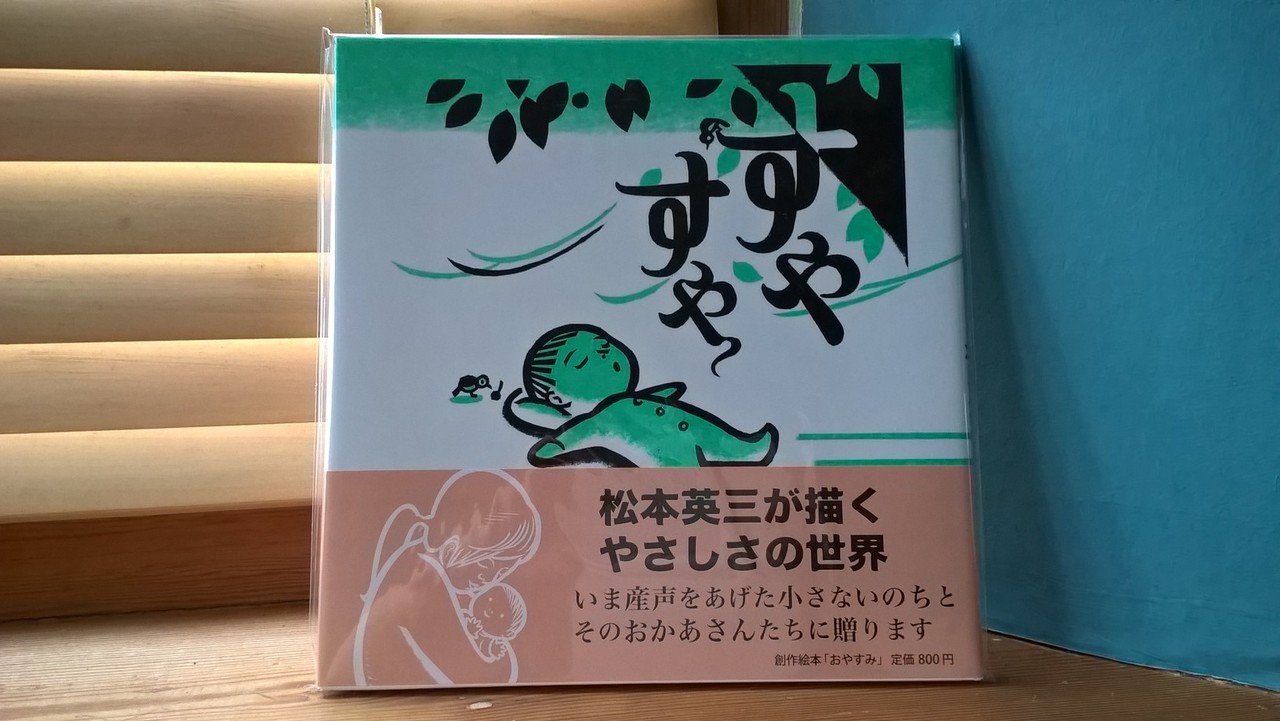 すや
すや
松本英三が描く
やさしさの世界
いま産声をあげた小さないのちと
そのおかあさんたちに贈ります
創作絵本「おやすみ」 定価 800円